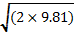 √(2 × 9.81)